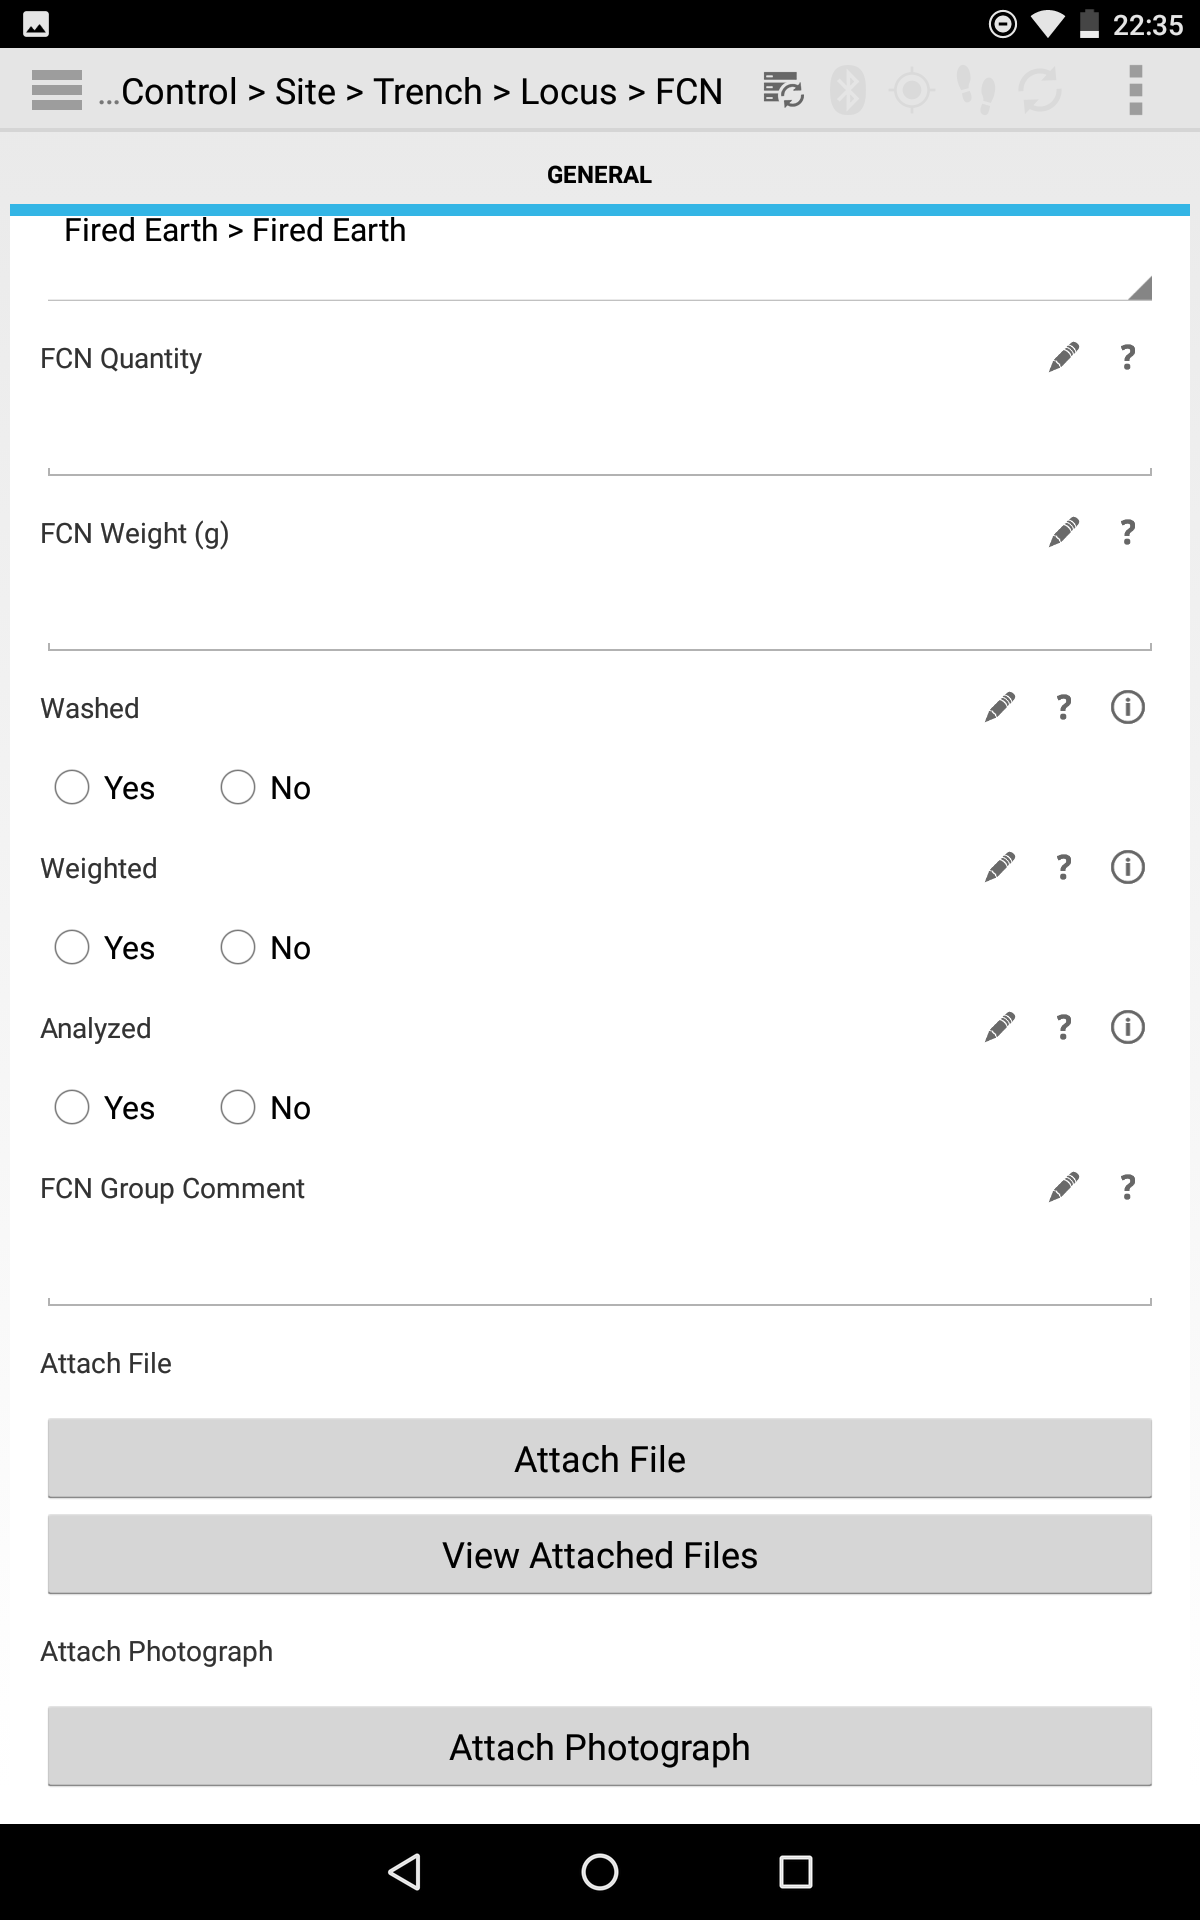 22:35
...Control > Site > Trench > Locus > FCN
GENERAL
Fired Earth > Fired Earth
FCN Quantity ?
FCN Weight (g) ?
Washed ? i
Yes No
Weighted ? i
Yes No
Analyzed ? i
Yes No
FCN Group Comment ?
Attach File
Attach File
View Attached Files
Attach Photograph
Attach Photograph